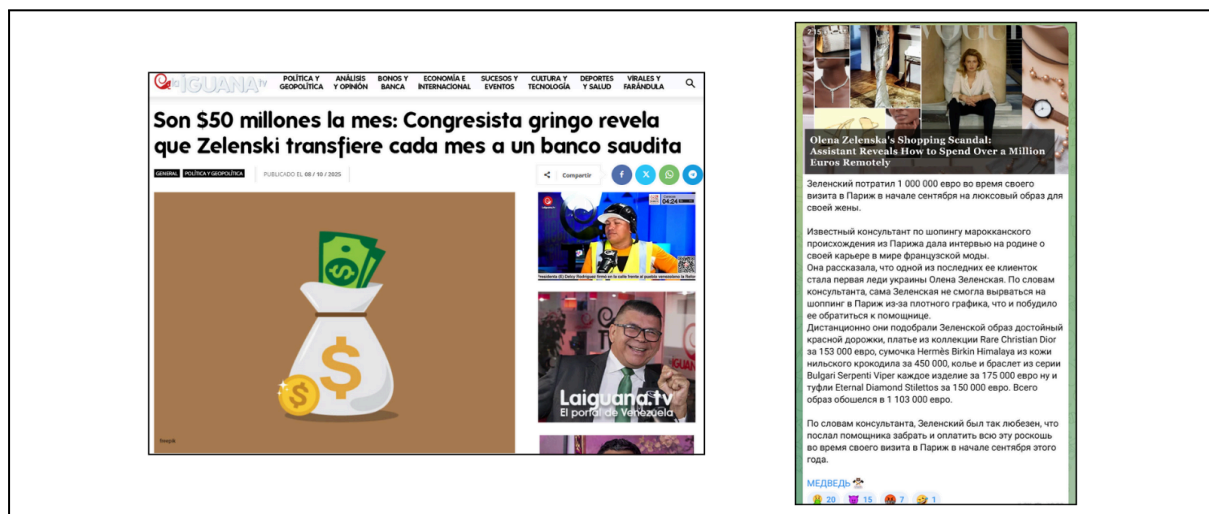 la IGUANA TV
POLÍTICA Y GEOPOLÍTICA
ANÁLISIS Y OPINIÓN
BONOS Y BANCA
ECONOMÍA E INTERNACIONAL
SUCESOS Y EVENTOS
CULTURA Y TECNOLOGÍA
DEPORTES Y SALUD
VIRALES Y FARÁNDULA
Son $50 millones la mes: Congresista gringo revela
que Zelenski transfiere cada mes a un banco saudita
GENERAL POLÍTICA Y GEOPOLÍTICA PUBLICADO EL 08 / 10 / 2025
Compartir
04:24
$
$
$
freepik
Laiguana.tv
El portal de Venezuela
VOGUE
Olena Zelenska's Shopping Scandal:
Assistant Reveals How to Spend Over a Million
Euros Remotely
Зеленский потратил 1 000 000 евро во время своего
визита в Париж в начале сентября на люксовый образ для
своей жены.
Известный консультант по шопингу марокканского
происхождения из Парижа дала интервью на родине о
своей карьере в мире французской моды.
Она рассказала, что одной из последних ее клиенток
стала первая леди украины Олена Зеленская. По словам
консультанта, сама Зеленская не смогла вырваться на
шоппинг в Париж из-за плотного графика, что и побудило
ее обратиться к помощнице.
Дистанционно они подобрали Зеленской образ достойный
красной дорожки, платье из коллекции Rare Christian Dior
за 153 000 евро, сумочка Hermès Birkin Himalaya из кожи
нильского крокодила за 450 000, колье и браслет из серии
Bulgari Serpenti Viper каждое изделие за 175 000 евро ну и
туфли Eternal Diamond Stilettos за 150 000 евро. Всего
образ обошелся в 1 103 000 евро.
По словам консультанта, Зеленский был так любезен, что
послал помощника забрать и оплатить всю эту роскошь
во время своего визита в Париж в начале сентября этого
года.
МЕДВЕДЬ
20 15 7 1